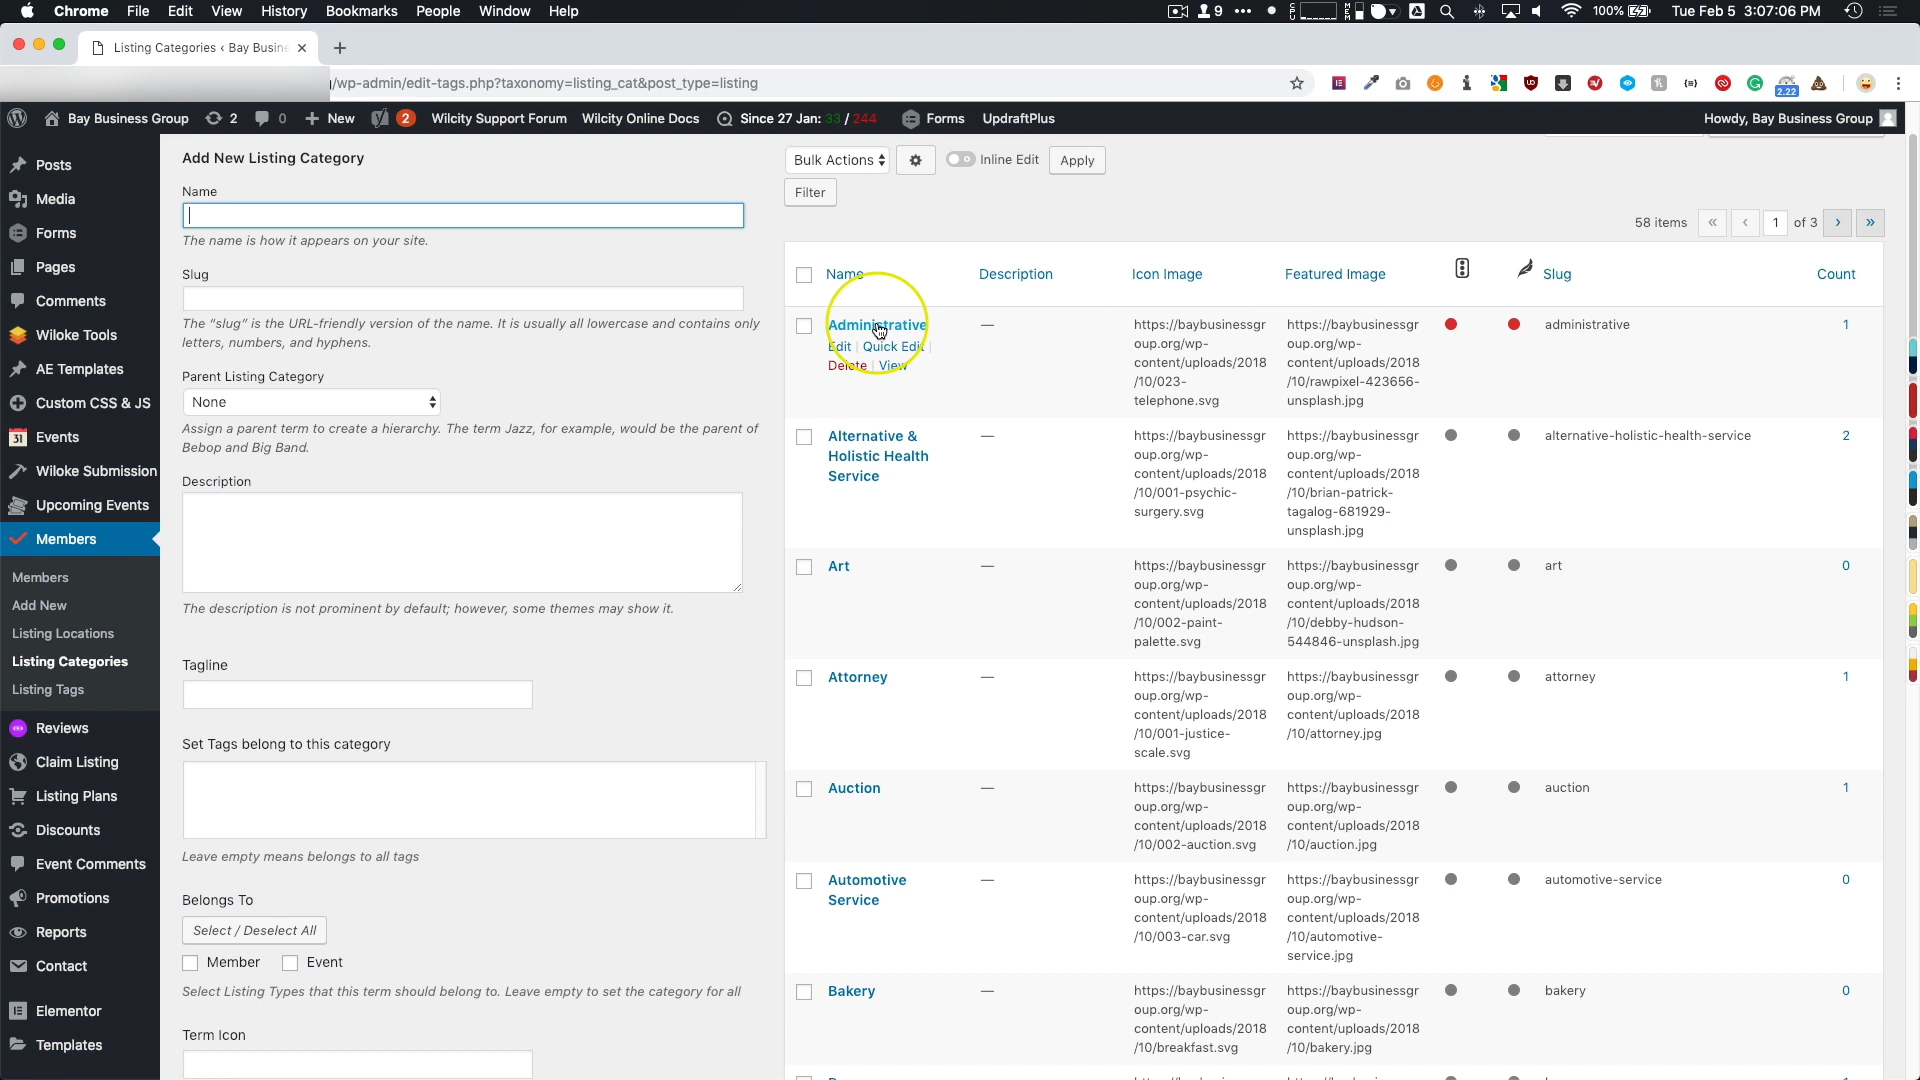 Chrome File Edit View History Bookmarks People Window Help 9 100% Tue Feb 5 3:07:06 PM
Listing Categories ‹ Bay Busine
/wp-admin/edit-tags.php?taxonomy=listing_cat&post_type=listing
2.22
Bay Business Group 2 0 New 2 Wilcity Support Forum Wilcity Online Docs Since 27 Jan: 33 / 244 Forms UpdraftPlus Howdy, Bay Business Group
Posts
Media
Forms
Pages
Comments
Wiloke Tools
AE Templates
Custom CSS & JS
31 Events
Wiloke Submission
Upcoming Events
Members
Members
Add New
Listing Locations
Listing Categories
Listing Tags
Reviews
Claim Listing
Listing Plans
Discounts
Event Comments
Promotions
Reports
Contact
Elementor
Templates
Add New Listing Category
Name
The name is how it appears on your site.
Slug
The “slug” is the URL-friendly version of the name. It is usually all lowercase and contains only
letters, numbers, and hyphens.
Parent Listing Category
None
Assign a parent term to create a hierarchy. The term Jazz, for example, would be the parent of
Bebop and Big Band.
Description
The description is not prominent by default; however, some themes may show it.
Tagline
Set Tags belong to this category
Leave empty means belongs to all tags
Belongs To
Select / Deselect All
Member Event
Select Listing Types that this term should belong to. Leave empty to set the category for all
Term Icon
Bulk Actions Inline Edit Apply
Filter
58 items « ‹ 1 of 3 › »
Name Description Icon Image Featured Image Slug Count
Administrative — https://baybusinessgr https://baybusinessgr administrative 1
Edit | Quick Edit | oup.org/wp- oup.org/wp-
Delete | View content/uploads/2018 content/uploads/2018
/10/023- /10/rawpixel-423656-
telephone.svg unsplash.jpg
Alternative & — https://baybusinessgr https://baybusinessgr alternative-holistic-health-service 2
Holistic Health oup.org/wp- oup.org/wp-
Service content/uploads/2018 content/uploads/2018
/10/001-psychic- /10/brian-patrick-
surgery.svg tagalog-681929-
unsplash.jpg
Art — https://baybusinessgr https://baybusinessgr art 0
oup.org/wp- oup.org/wp-
content/uploads/2018 content/uploads/2018
/10/002-paint- /10/debby-hudson-
palette.svg 544846-unsplash.jpg
Attorney — https://baybusinessgr https://baybusinessgr attorney 1
oup.org/wp- oup.org/wp-
content/uploads/2018 content/uploads/2018
/10/001-justice- /10/attorney.jpg
scale.svg
Auction — https://baybusinessgr https://baybusinessgr auction 1
oup.org/wp- oup.org/wp-
content/uploads/2018 content/uploads/2018
/10/002-auction.svg /10/auction.jpg
Automotive — https://baybusinessgr https://baybusinessgr automotive-service 0
Service oup.org/wp- oup.org/wp-
content/uploads/2018 content/uploads/2018
/10/003-car.svg /10/automotive-
service.jpg
Bakery — https://baybusinessgr https://baybusinessgr bakery 0
oup.org/wp- oup.org/wp-
content/uploads/2018 content/uploads/2018
/10/breakfast.svg /10/bakery.jpg